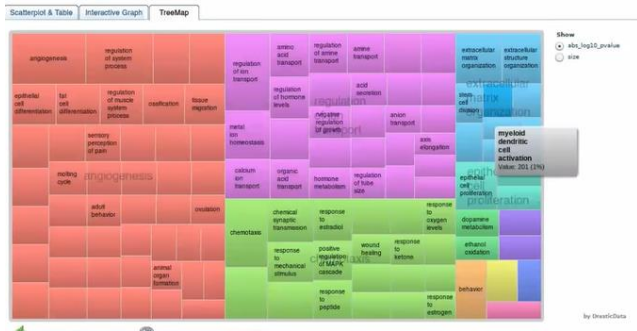 Scatterplot & Table
Interactive Graph
TreeMap
Show
abs_log10_pvalue
size
angiogenesis
regulation
of system
process
epithelial
cell
differentiation
fat
cell
differentiation
regulation
of muscle
system
process
ossification
tissue
migration
sensory
perception
of pain
molting
cycle
angiogenesis
adult
behavior
ovulation
animal
organ
formation
regulation
of ion
transport
amino
acid
transport
regulation
of amine
transport
amine
transport
regulation
of hormone
levels
acid
secretion
regulation
negative
regulation
of growth
anion
transport
metal
ion
homeostasis
axis
elongation
calcium
ion
transport
organic
acid
transport
hormone
metabolism
regulation
of tube
size
chemotaxis
chemical
synaptic
transmission
response
to
estradiol
response
to
oxygen
levels
response
to
mechanical
stimulus
positive
regulation
of MAPK
cascade
wound
healing
response
to
ketone
response
to
peptide
response
to
estrogen
extracellular
matrix
organization
extracellular
structure
organization
extracellular
matrix
organization
myeloid
dendritic
cell
activation
Value: 201 (1%)
epithelial
cell
proliferation
cell
proliferation
dopamine
metabolism
ethanol
oxidation
behavior
by DrasticData